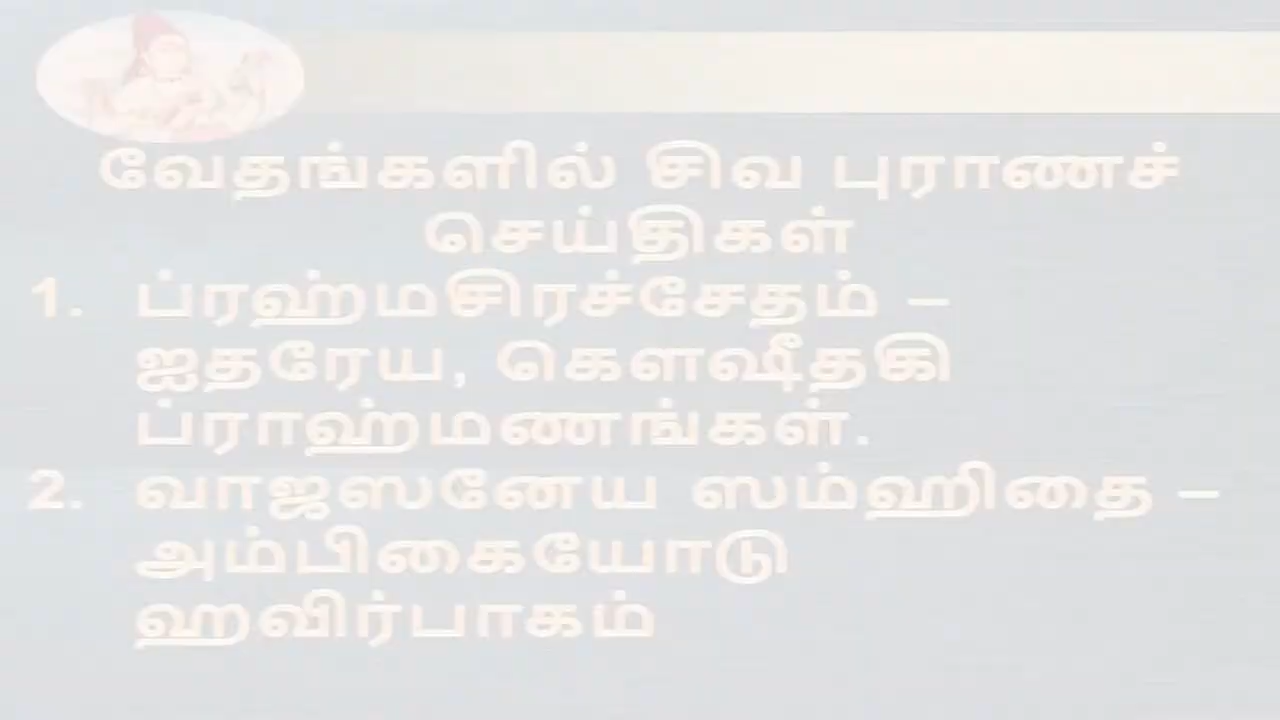 வேதங்களில் சிவ புராணச்
செய்திகள்
1. ப்ரஹ்மசிரச்சேதம் –
ஐதரேய, கௌஷீதகி
ப்ராஹ்மணங்கள்.
2. வாஜஸனேய ஸம்ஹிதை –
அம்பிகையோடு
ஹவிர்பாகம்